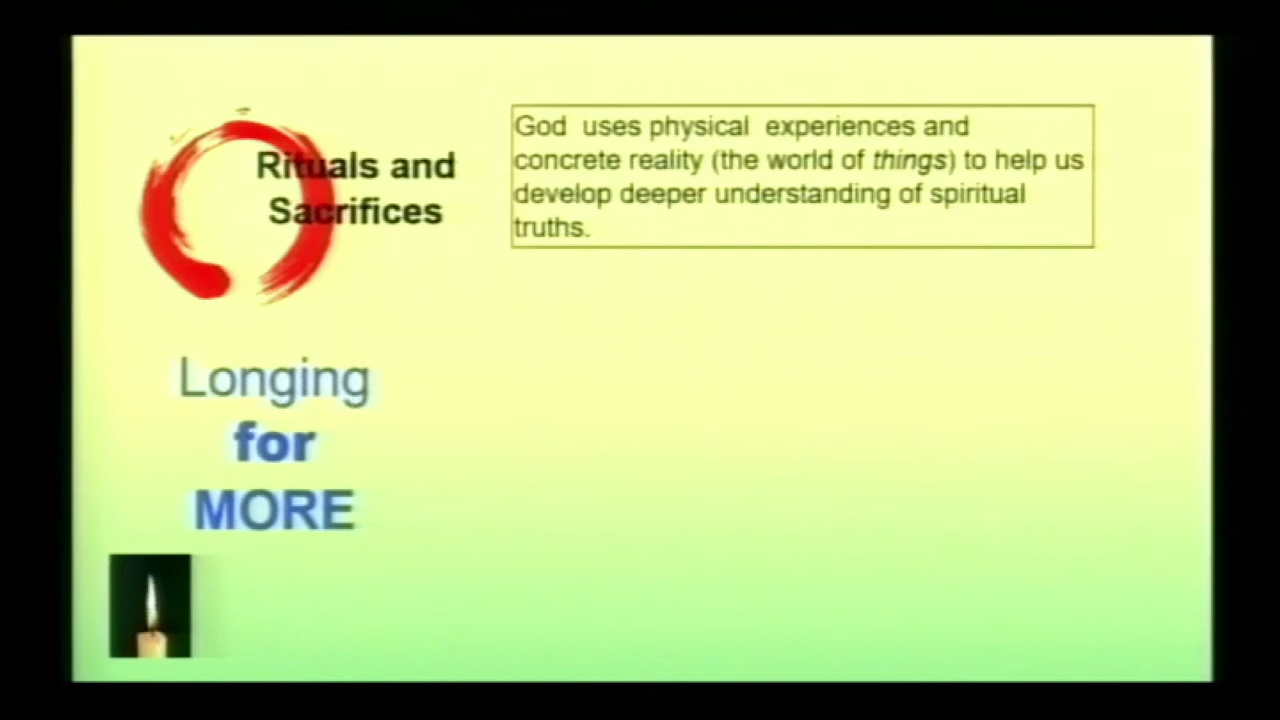 Rituals and
Sacrifices
God uses physical experiences and
concrete reality (the world of things) to help us
develop deeper understanding of spiritual
truths.
Longing
for
MORE